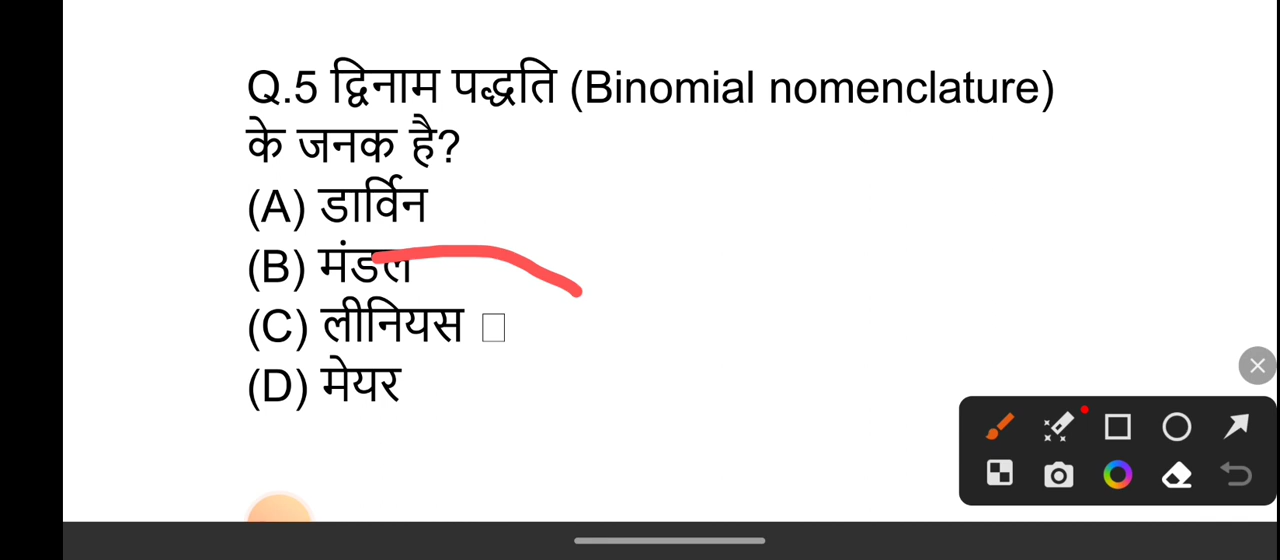 Q.5 द्विनाम पद्धति (Binomial nomenclature)
के जनक है?
(A) डार्विन
(B) मंडल
(C) लीनियस
(D) मेयर